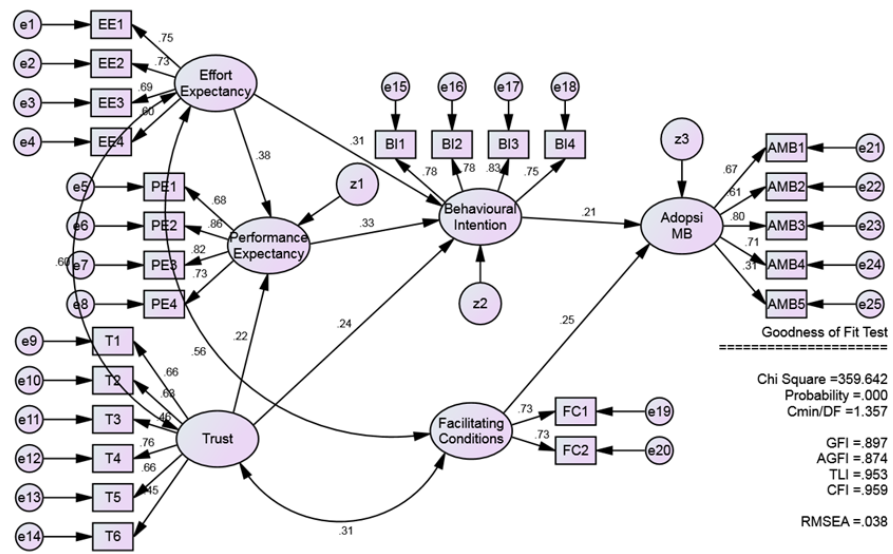 e1
EE1
.75
e2
EE2
.73
e3
EE3
.69
e4
EE4
.60
Effort
Expectancy
e5
PE1
.68
e6
PE2
.86
e7
PE3
.82
e8
PE4
.73
Performance
Expectancy
z1
.38
.31
.33
.22
.24
.60
.56
e9
T1
.66
e10
T2
.63
e11
T3
.46
e12
T4
.76
e13
T5
.66
e14
T6
.45
Trust
.31
e15
e16
e17
e18
BI1
BI2
BI3
BI4
.78
.78
.83
.75
Behavioural
Intention
z2
.21
.25
Facilitating
Conditions
.73
FC1
e19
.73
FC2
e20
z3
Adopsi
MB
.67
AMB1
e21
.61
AMB2
e22
.80
AMB3
e23
.71
AMB4
e24
.31
AMB5
e25
Goodness of Fit Test
=====================
Chi Square =359.642
Probability =.000
Cmin/DF =1.357
GFI =.897
AGFI =.874
TLI =.953
CFI =.959
RMSEA =.038